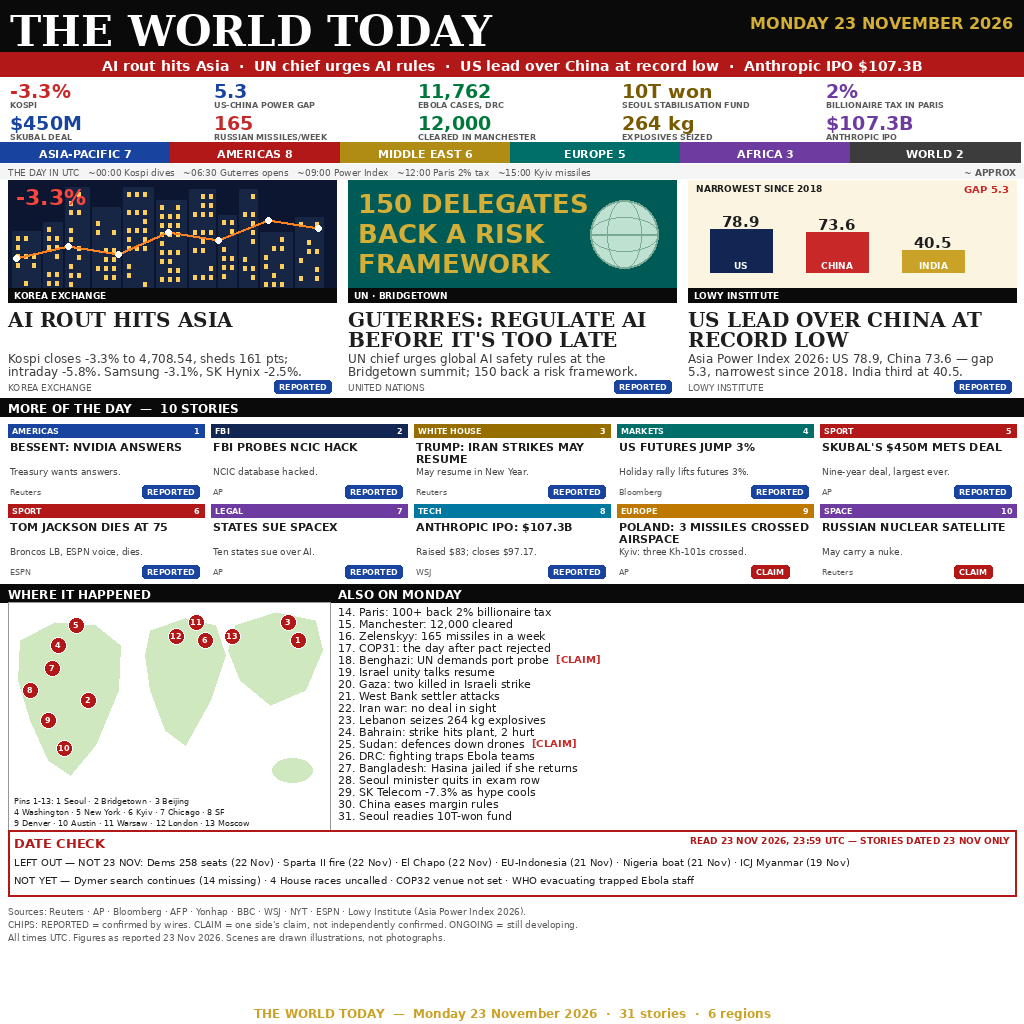 THE WORLD TODAY
MONDAY 23 NOVEMBER 2026
AI rout hits Asia · UN chief urges AI rules · US lead over China at record low · Anthropic IPO $107.3B
-3.3%
KOSPI
5.3
US-CHINA POWER GAP
11,762
EBOLA CASES, DRC
10T won
SEOUL STABILISATION FUND
2%
BILLIONAIRE TAX IN PARIS
$450M
SKUBAL DEAL
165
RUSSIAN MISSILES/WEEK
12,000
CLEARED IN MANCHESTER
264 kg
EXPLOSIVES SEIZED
$107.3B
ANTHROPIC IPO
ASIA-PACIFIC 7
AMERICAS 8
MIDDLE EAST 6
EUROPE 5
AFRICA 3
WORLD 2
THE DAY IN UTC ~00:00 Kospi dives ~06:30 Guterres opens ~09:00 Power Index ~12:00 Paris 2% tax ~15:00 Kyiv missiles
~ APPROX
-3.3%
KOREA EXCHANGE
AI ROUT HITS ASIA
Kospi closes -3.3% to 4,708.54, sheds 161 pts;
intraday -5.8%. Samsung -3.1%, SK Hynix -2.5%.
KOREA EXCHANGE
REPORTED
150 DELEGATES
BACK A RISK
FRAMEWORK
UN · BRIDGETOWN
GUTERRES: REGULATE AI
BEFORE IT'S TOO LATE
UN chief urges global AI safety rules at the
Bridgetown summit; 150 back a risk framework.
UNITED NATIONS
REPORTED
NARROWEST SINCE 2018
GAP 5.3
78.9
US
73.6
CHINA
40.5
INDIA
LOWY INSTITUTE
US LEAD OVER CHINA AT
RECORD LOW
Asia Power Index 2026: US 78.9, China 73.6 — gap
5.3, narrowest since 2018. India third at 40.5.
LOWY INSTITUTE
REPORTED
MORE OF THE DAY — 10 STORIES
AMERICAS 1
BESSENT: NVIDIA ANSWERS
Treasury wants answers.
Reuters
REPORTED
FBI 2
FBI PROBES NCIC HACK
NCIC database hacked.
AP
REPORTED
WHITE HOUSE 3
TRUMP: IRAN STRIKES MAY
RESUME
May resume in New Year.
Reuters
REPORTED
MARKETS 4
US FUTURES JUMP 3%
Holiday rally lifts futures 3%.
Bloomberg
REPORTED
SPORT 5
SKUBAL'S $450M METS DEAL
Nine-year deal, largest ever.
AP
REPORTED
SPORT 6
TOM JACKSON DIES AT 75
Broncos LB, ESPN voice, dies.
ESPN
REPORTED
LEGAL 7
STATES SUE SPACEX
Ten states sue over AI.
AP
REPORTED
TECH 8
ANTHROPIC IPO: $107.3B
Raised $83; closes $97.17.
WSJ
REPORTED
EUROPE 9
POLAND: 3 MISSILES CROSSED
AIRSPACE
Kyiv: three Kh-101s crossed.
AP
CLAIM
SPACE 10
RUSSIAN NUCLEAR SATELLITE
May carry a nuke.
Reuters
CLAIM
WHERE IT HAPPENED
5
4
7
8
2
9
10
11
12
6
13
3
1
Pins 1-13: 1 Seoul · 2 Bridgetown · 3 Beijing
4 Washington · 5 New York · 6 Kyiv · 7 Chicago · 8 SF
9 Denver · 10 Austin · 11 Warsaw · 12 London · 13 Moscow
ALSO ON MONDAY
14. Paris: 100+ back 2% billionaire tax
15. Manchester: 12,000 cleared
16. Zelenskyy: 165 missiles in a week
17. COP31: the day after pact rejected
18. Benghazi: UN demands port probe [CLAIM]
19. Israel unity talks resume
20. Gaza: two killed in Israeli strike
21. West Bank settler attacks
22. Iran war: no deal in sight
23. Lebanon seizes 264 kg explosives
24. Bahrain: strike hits plant, 2 hurt
25. Sudan: defences down drones [CLAIM]
26. DRC: fighting traps Ebola teams
27. Bangladesh: Hasina jailed if she returns
28. Seoul minister quits in exam row
29. SK Telecom -7.3% as hype cools
30. China eases margin rules
31. Seoul readies 10T-won fund
DATE CHECK
READ 23 NOV 2026, 23:59 UTC — STORIES DATED 23 NOV ONLY
LEFT OUT — NOT 23 NOV: Dems 258 seats (22 Nov) · Sparta II fire (22 Nov) · El Chapo (22 Nov) · EU-Indonesia (21 Nov) · Nigeria boat (21 Nov) · ICJ Myanmar (19 Nov)
NOT YET — Dymer search continues (14 missing) · 4 House races uncalled · COP32 venue not set · WHO evacuating trapped Ebola staff
Sources: Reuters · AP · Bloomberg · AFP · Yonhap · BBC · WSJ · NYT · ESPN · Lowy Institute (Asia Power Index 2026).
CHIPS: REPORTED = confirmed by wires. CLAIM = one side's claim, not independently confirmed. ONGOING = still developing.
All times UTC. Figures as reported 23 Nov 2026. Scenes are drawn illustrations, not photographs.
THE WORLD TODAY — Monday 23 November 2026 · 31 stories · 6 regions